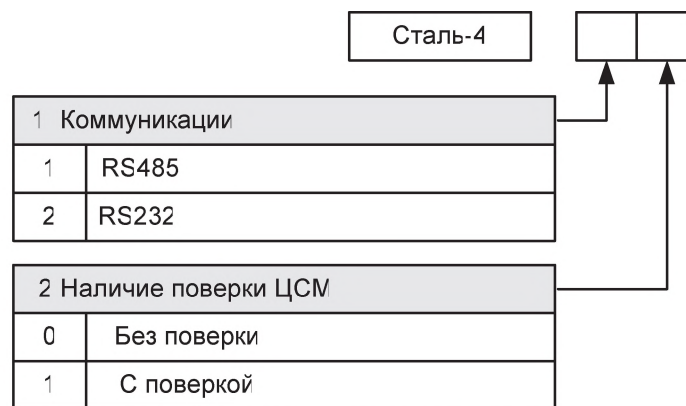 Сталь-4
1 Коммуникации
1 RS485
2 RS232
2 Наличие поверки ЦСМ
0 Без поверки
1 С поверкой